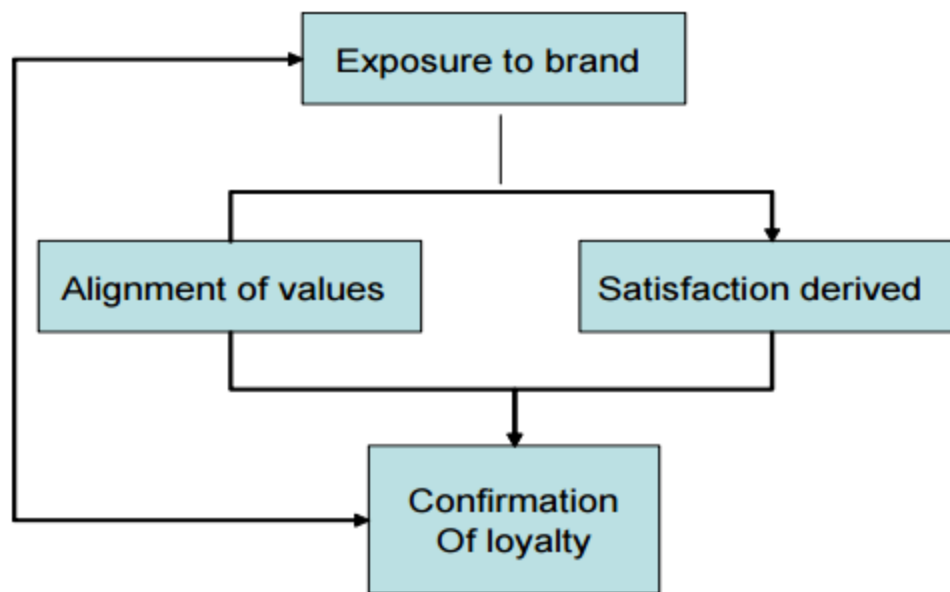 Exposure to brand
Alignment of values
Satisfaction derived
Confirmation
Of loyalty